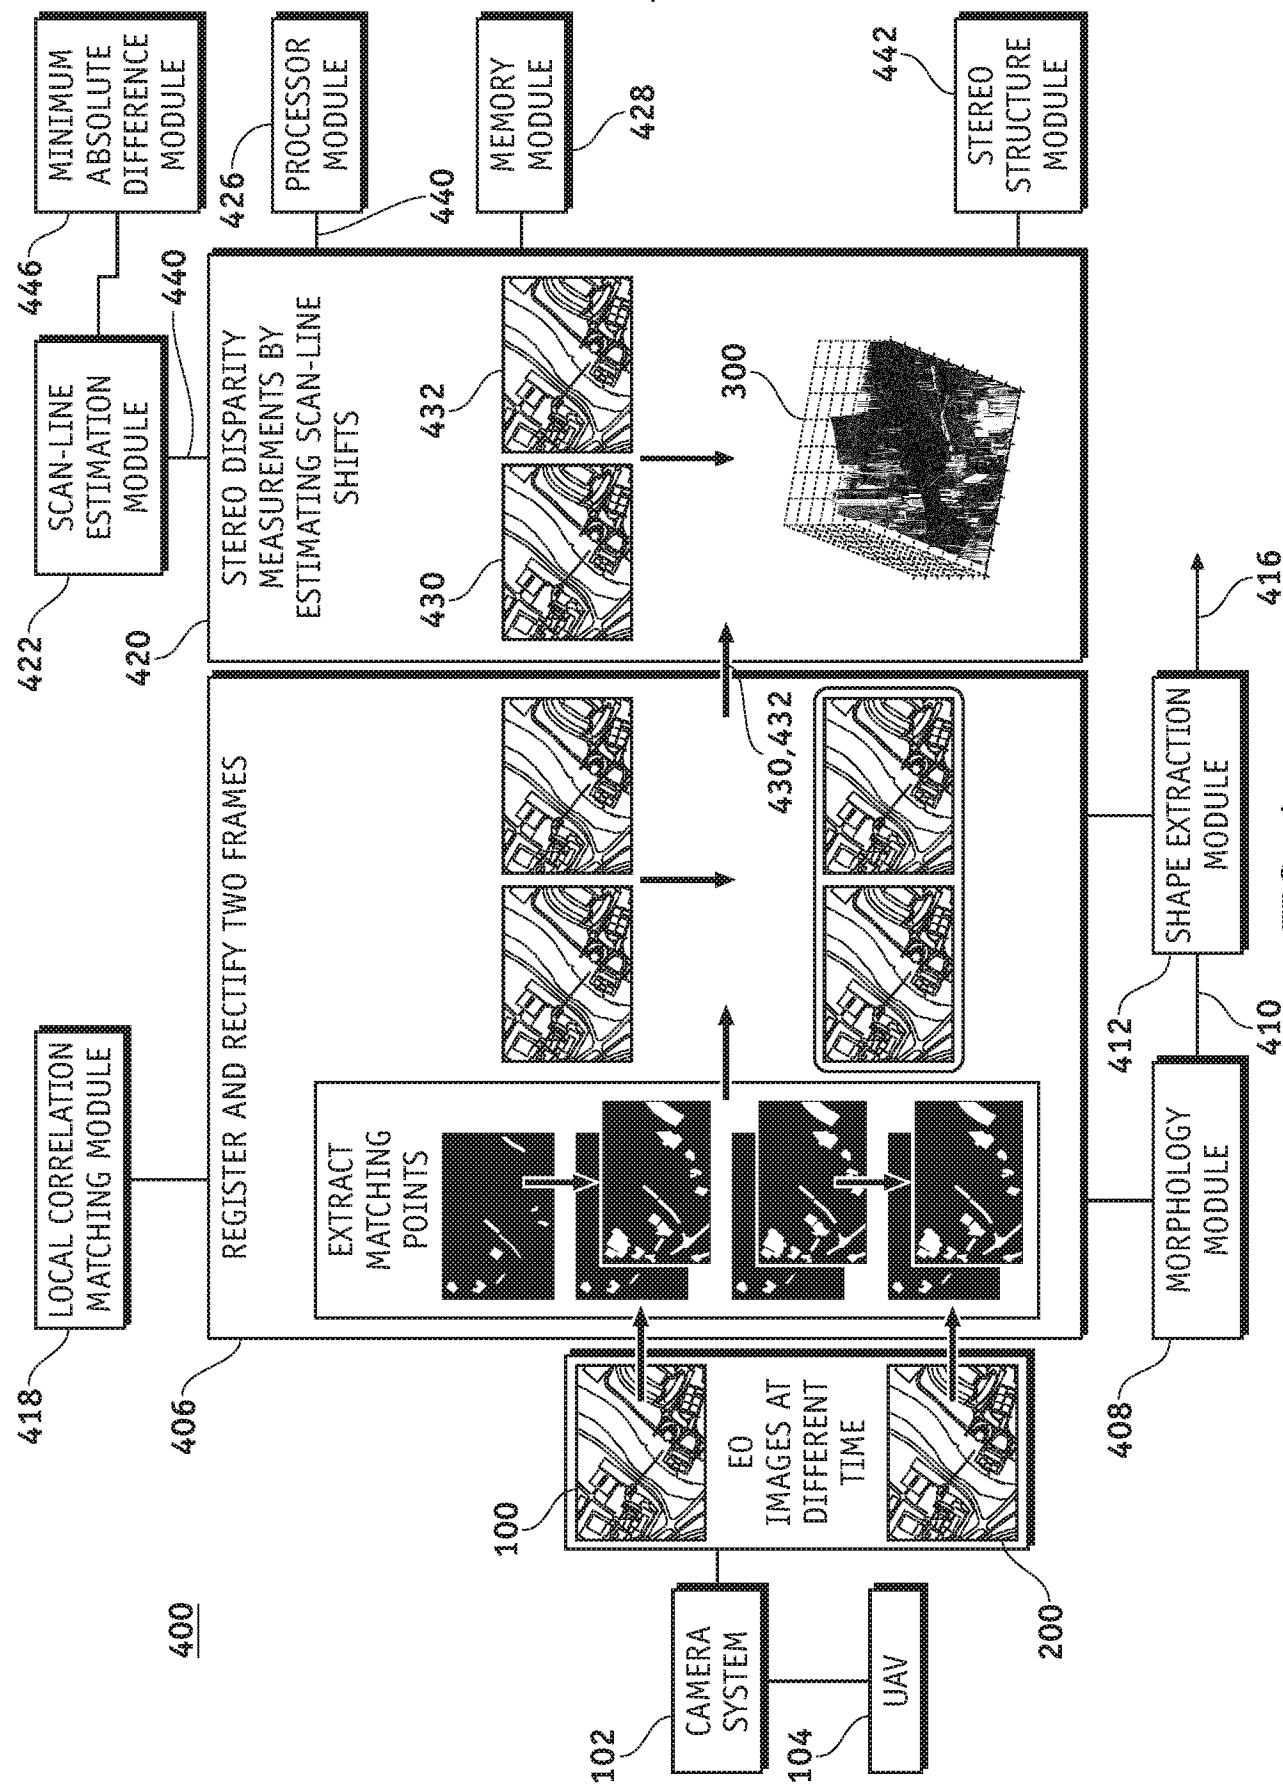 400
418
LOCAL CORRELATION
MATCHING MODULE
422
SCAN-LINE
ESTIMATION
MODULE
446
MINIMUM
ABSOLUTE
DIFFERENCE
MODULE
440
406
REGISTER AND RECTIFY TWO FRAMES
420
STEREO DISPARITY
MEASUREMENTS BY
ESTIMATING SCAN-LINE
SHIFTS
426
PROCESSOR
MODULE
440
EXTRACT
MATCHING
POINTS
430
432
MEMORY
MODULE
428
100
102
CAMERA
SYSTEM
EO
IMAGES AT
DIFFERENT
TIME
430,432
300
104
UAV
200
442
STEREO
STRUCTURE
MODULE
408
MORPHOLOGY
MODULE
410
412
SHAPE EXTRACTION
MODULE
416